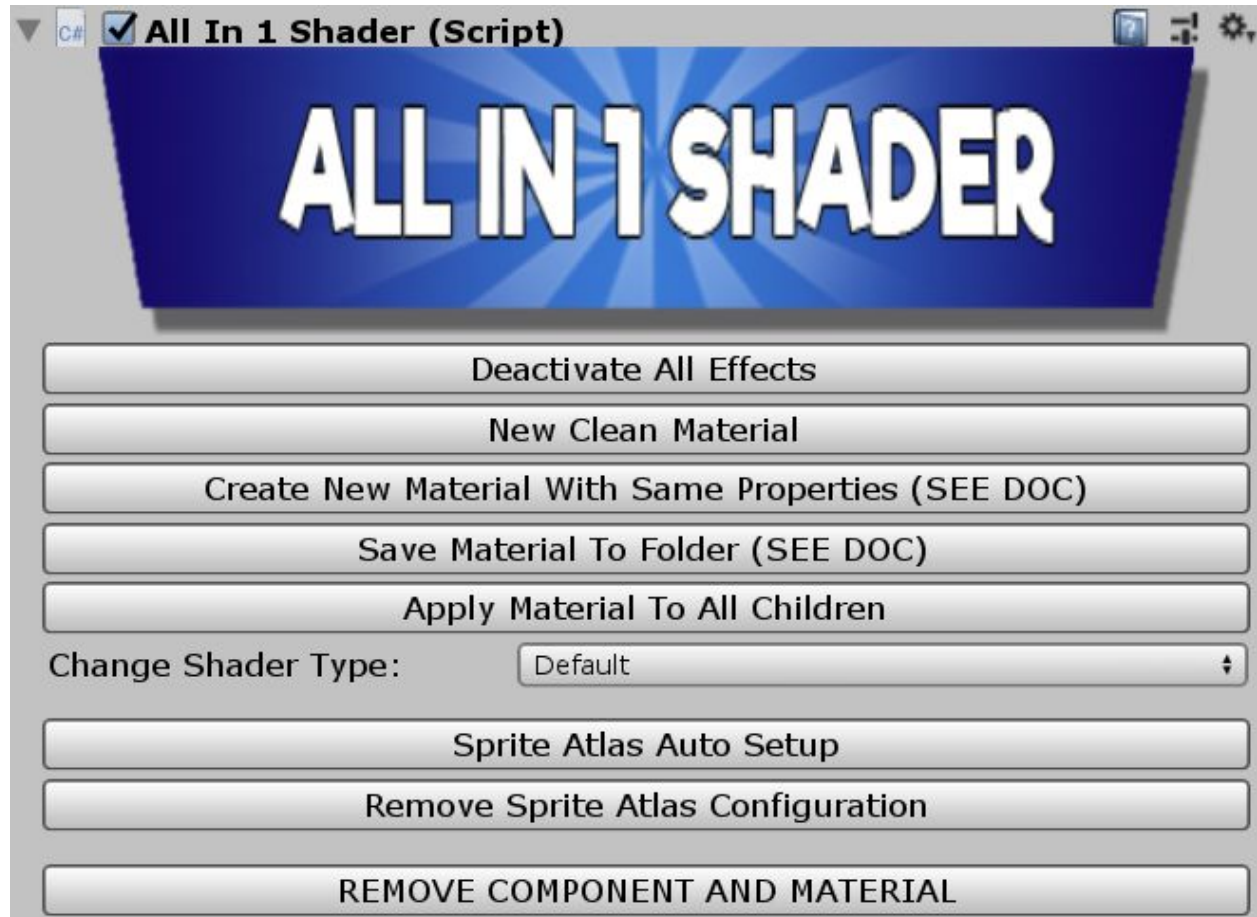 C#
All In 1 Shader (Script)
ALL IN 1 SHADER
Deactivate All Effects
New Clean Material
Create New Material With Same Properties (SEE DOC)
Save Material To Folder (SEE DOC)
Apply Material To All Children
Change Shader Type: Default
Sprite Atlas Auto Setup
Remove Sprite Atlas Configuration
REMOVE COMPONENT AND MATERIAL